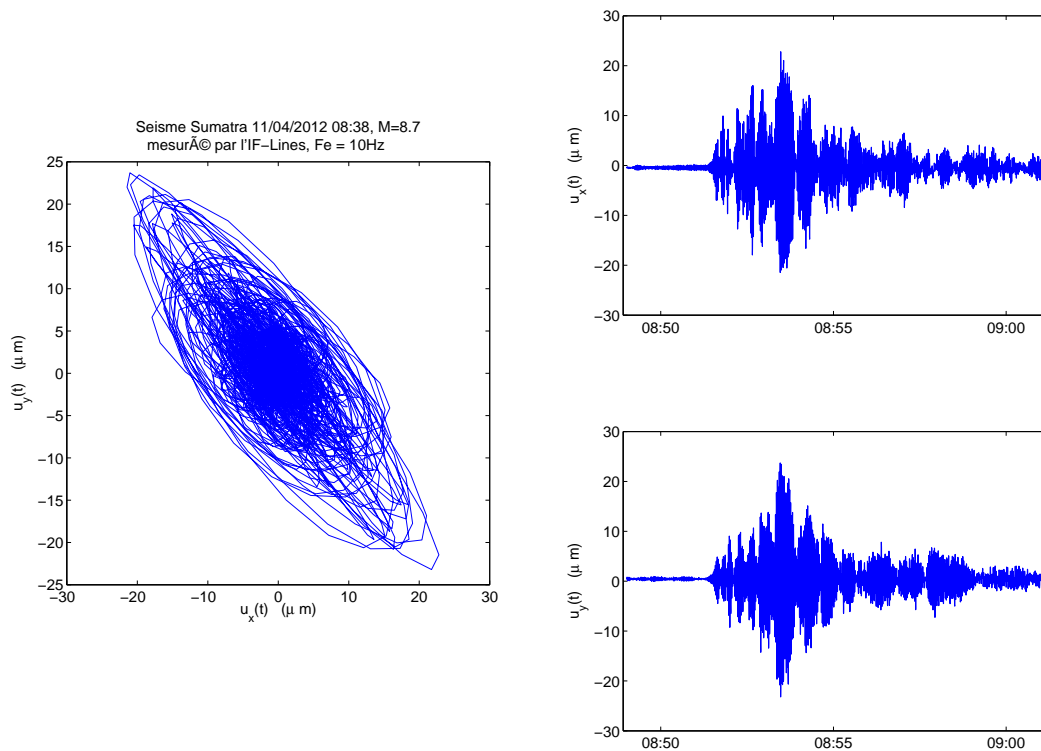 Seisme Sumatra 11/04/2012 08:38, M=8.7
mesurÃ© par l'IF−Lines, Fe = 10Hz
25
20
15
10
5
0
−5
−10
−15
−20
−25
u_y(t) (μ m)
−30 −20 −10 0 10 20 30
u_x(t) (μ m)
30
20
10
0
−10
−20
−30
u_x(t) (μ m)
08:50 08:55 09:00
30
20
10
0
−10
−20
−30
u_y(t) (μ m)
08:50 08:55 09:00